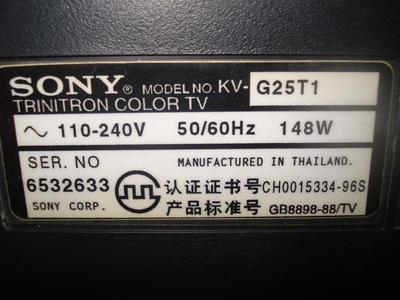 SONY® MODEL NO. KV-G25T1
TRINITRON COLOR TV
~ 110-240V 50/60Hz 148W
SER. NO MANUFACTURED IN THAILAND.
6532633 认证证书号CH0015334-96S
SONY CORP. 产品标准号 GB8898-88/TV